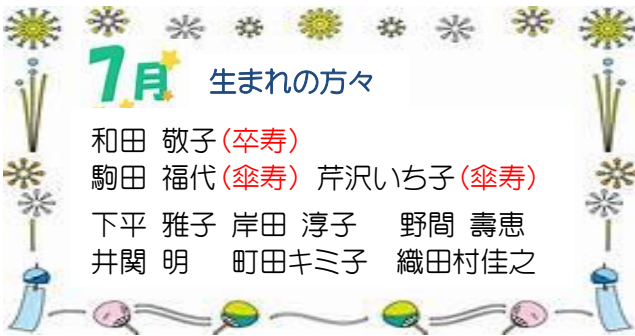 7月 生まれの方々
和田 敬子(卒寿)
駒田 福代(傘寿) 芹沢いち子(傘寿)
下平 雅子 岸田 淳子 野間 壽恵
井関 明 町田キミ子 織田村佳之